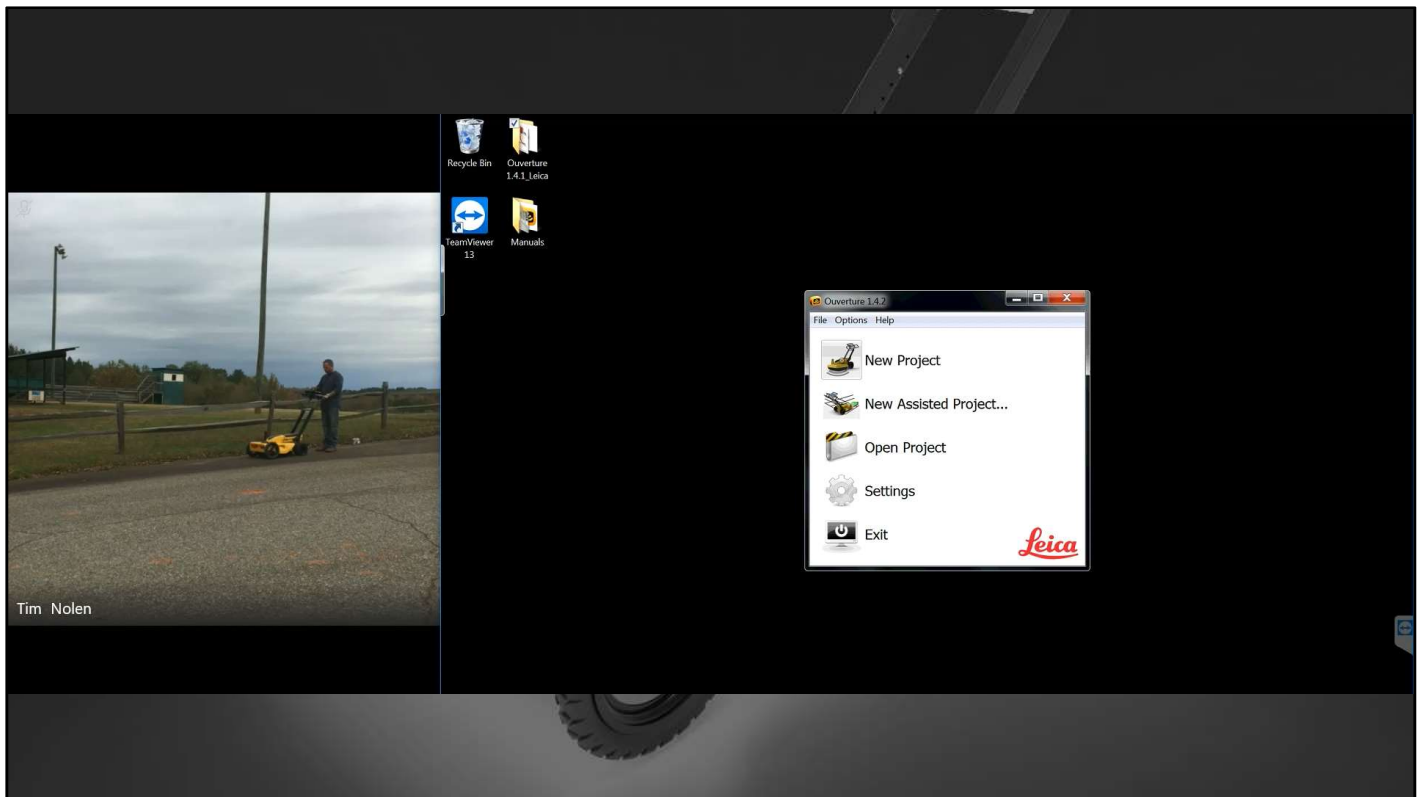 Recycle Bin
Ouverture
1.4.1_Leica
TeamViewer
13
Manuals
Tim Nolen
Ouverture 1.4.2
File Options Help
New Project
New Assisted Project...
Open Project
Settings
Exit
Leica